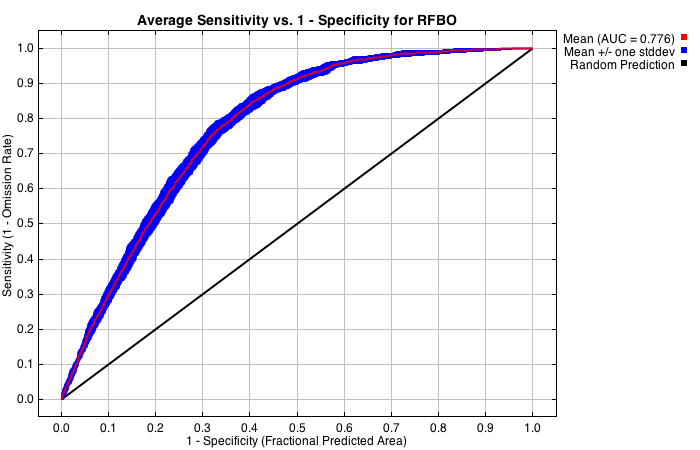 Average Sensitivity vs. 1 - Specificity for RFBO
Mean (AUC = 0.776)
Mean +/- one stddev
Random Prediction
Sensitivity (1 - Omission Rate)
1.0
0.9
0.8
0.7
0.6
0.5
0.4
0.3
0.2
0.1
0.0
0.0 0.1 0.2 0.3 0.4 0.5 0.6 0.7 0.8 0.9 1.0
1 - Specificity (Fractional Predicted Area)